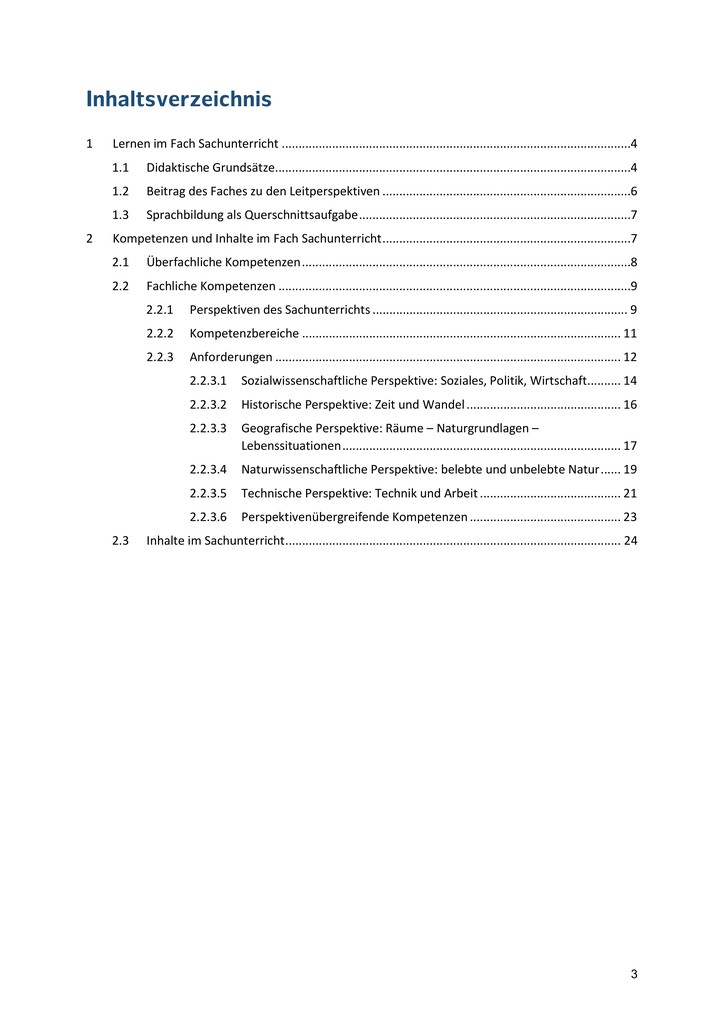 Inhaltsverzeichnis
1 Lernen im Fach Sachunterricht ........................................................................................................4
1.1 Didaktische Grundsätze..........................................................................................................4
1.2 Beitrag des Faches zu den Leitperspektiven ..........................................................................6
1.3 Sprachbildung als Querschnittsaufgabe.................................................................................7
2 Kompetenzen und Inhalte im Fach Sachunterricht..........................................................................7
2.1 Überfachliche Kompetenzen..................................................................................................8
2.2 Fachliche Kompetenzen .........................................................................................................9
2.2.1 Perspektiven des Sachunterrichts ............................................................................ 9
2.2.2 Kompetenzbereiche ............................................................................................... 11
2.2.3 Anforderungen ....................................................................................................... 12
2.2.3.1 Sozialwissenschaftliche Perspektive: Soziales, Politik, Wirtschaft.......... 14
2.2.3.2 Historische Perspektive: Zeit und Wandel .............................................. 16
2.2.3.3 Geografische Perspektive: Räume – Naturgrundlagen –
Lebenssituationen................................................................................... 17
2.2.3.4 Naturwissenschaftliche Perspektive: belebte und unbelebte Natur...... 19
2.2.3.5 Technische Perspektive: Technik und Arbeit .......................................... 21
2.2.3.6 Perspektivenübergreifende Kompetenzen ............................................. 23
2.3 Inhalte im Sachunterricht.................................................................................................... 24
3